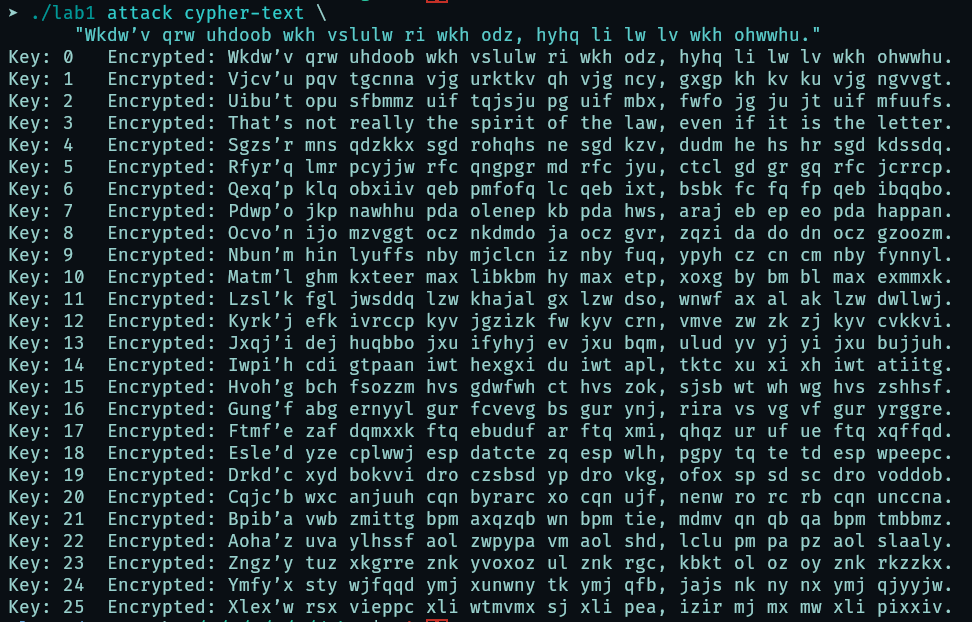 ➤ ./lab1 attack cypher-text \
"Wkdw’v qrw uhdoob wkh vslulw ri wkh odz, hyhq li lw lv wkh ohwwhu."
Key: 0 Encrypted: Wkdw’v qrw uhdoob wkh vslulw ri wkh odz, hyhq li lw lv wkh ohwwhu.
Key: 1 Encrypted: Vjcv’u pqv tgcnna vjg urktkv qh vjg ncy, gxgp kh kv ku vjg ngvvgt.
Key: 2 Encrypted: Uibu’t opu sfbmmz uif tqjsju pg uif mbx, fwfo jg ju jt uif mfuufs.
Key: 3 Encrypted: That’s not really the spirit of the law, even if it is the letter.
Key: 4 Encrypted: Sgzs’r mns qdzkkx sgd rohqhs ne sgd kzv, dudm he hs hr sgd kdssdq.
Key: 5 Encrypted: Rfyr’q lmr pcyjjw rfc qngpgr md rfc jyu, ctcl gd gr gq rfc jcrrcp.
Key: 6 Encrypted: Qexq’p klq obxiiv qeb pmfofq lc qeb ixt, bsbk fc fq fp qeb ibqqbo.
Key: 7 Encrypted: Pdwp’o jkp nawhhu pda olenep kb pda hws, araj eb ep eo pda happan.
Key: 8 Encrypted: Ocvo’n ijo mzvggt ocz nkdmdo ja ocz gvr, zqzi da do dn ocz gzoozm.
Key: 9 Encrypted: Nbun’m hin lyuffs nby mjclcn iz nby fuq, ypyh cz cn cm nby fynnyl.
Key: 10 Encrypted: Matm’l ghm kxteer max libkbm hy max etp, xoxg by bm bl max exmmxk.
Key: 11 Encrypted: Lzsl’k fgl jwsddq lzw khajal gx lzw dso, wnwf ax al ak lzw dwllwj.
Key: 12 Encrypted: Kyrk’j efk ivrccp kyv jgzizk fw kyv crn, vmve zw zk zj kyv cvkkvi.
Key: 13 Encrypted: Jxqj’i dej huqbbo jxu ifyhyj ev jxu bqm, ulud yv yj yi jxu bujjuh.
Key: 14 Encrypted: Iwpi’h cdi gtpaan iwt hexgxi du iwt apl, tktc xu xi xh iwt atiitg.
Key: 15 Encrypted: Hvoh’g bch fsozzm hvs gdwfwh ct hvs zok, sjsb wt wh wg hvs zshhsf.
Key: 16 Encrypted: Gung’f abg ernyyl gur fcvevg bs gur ynj, rira vs vg vf gur yrggre.
Key: 17 Encrypted: Ftmf’e zaf dqmxxk ftq ebuduf ar ftq xmi, qhqz ur uf ue ftq xqffqd.
Key: 18 Encrypted: Esle’d yze cplwwj esp datcte zq esp wlh, pgpy tq te td esp wpeepc.
Key: 19 Encrypted: Drkd’c xyd bokvvi dro czsbsd yp dro vkg, ofox sp sd sc dro voddob.
Key: 20 Encrypted: Cqjc’b wxc anjuuh cqn byrarc xo cqn ujf, nenw ro rc rb cqn unccna.
Key: 21 Encrypted: Bpib’a vwb zmittg bpm axqzqb wn bpm tie, mdmv qn qb qa bpm tmbbmz.
Key: 22 Encrypted: Aoha’z uva ylhssf aol zwpypa vm aol shd, lclu pm pa pz aol slaaly.
Key: 23 Encrypted: Zngz’y tuz xkgrre znk yvoxoz ul znk rgc, kbkt ol oz oy znk rkzzkx.
Key: 24 Encrypted: Ymfy’x sty wjfqqd ymj xunwny tk ymj qfb, jajs nk ny nx ymj qjyyjw.
Key: 25 Encrypted: Xlex’w rsx vieppc xli wtmvmx sj xli pea, izir mj mx mw xli pixxiv.